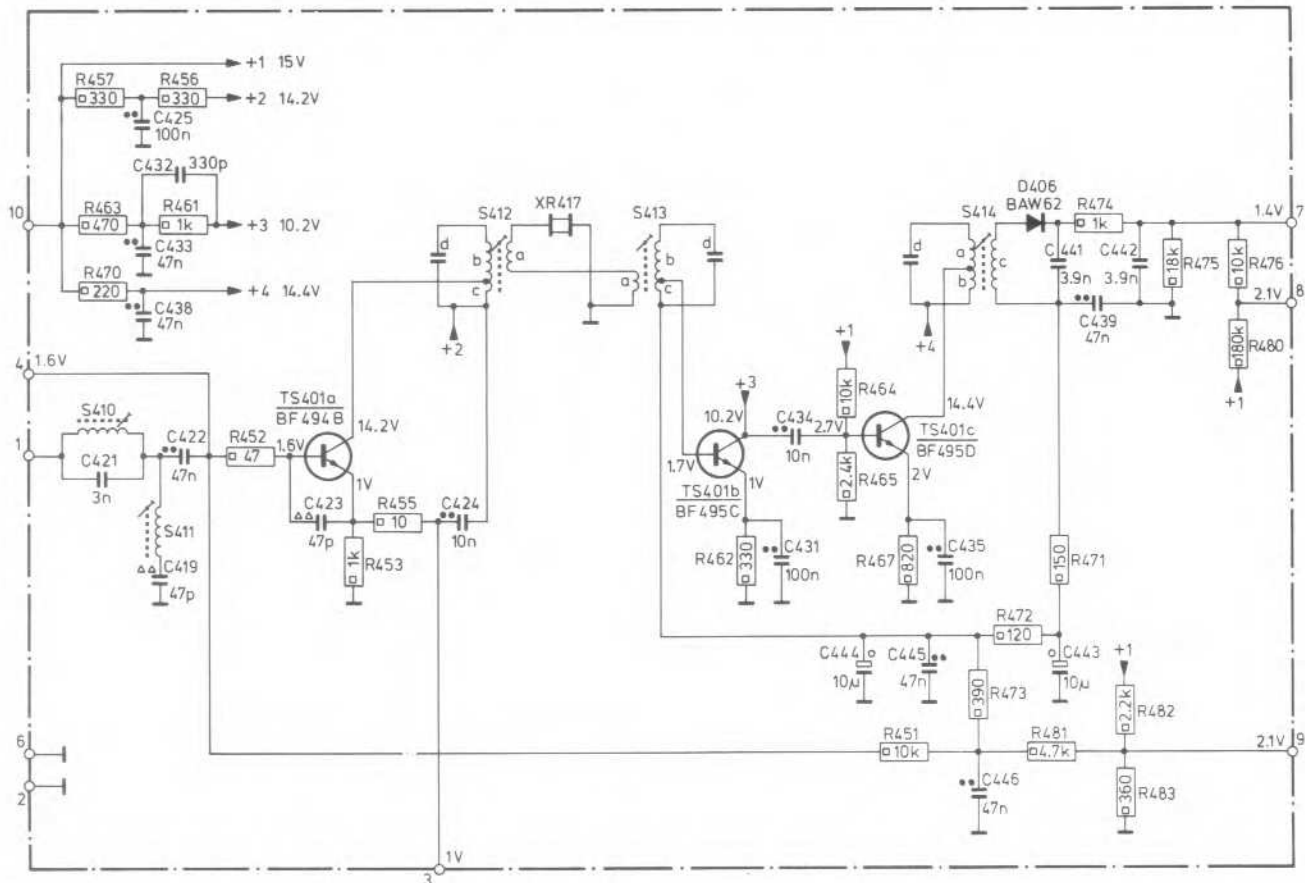 +1 15V
R457
330
R456
330
+2 14.2V
C425
100n
C432
330p
10
R463
470
R461
1k
+3 10.2V
C433
47n
R470
220
+4 14.4V
C438
47n
4
1.6V
S410
1
C421
3n
C422
47n
S411
C419
47p
R452
47
1.6V
TS401a
BF494B
14.2V
1V
C423
47p
R455
10
C424
10n
1k
R453
S412
d
b
a
c
+2
XR417
S413
a
b
c
d
+3
10.2V
1.7V
1V
TS401b
BF495C
C434
10n
2.7V
R462
330
C431
100n
+1
10k
R464
2.4k
R465
14.4V
TS401c
BF495D
2V
R467
820
C435
100n
S414
d
a
b
c
+4
D406
BAW62
R474
1k
C441
3.9n
C442
3.9n
C439
47n
18k
R475
10k
R476
1.4V
7
2.1V
8
180k
R480
+1
150
R471
R472
120
C444
10µ
C445
47n
390
R473
C443
10µ
+1
2.2k
R482
R451
10k
R481
4.7k
2.1V
9
C446
47n
360
R483
6
2
1V
3